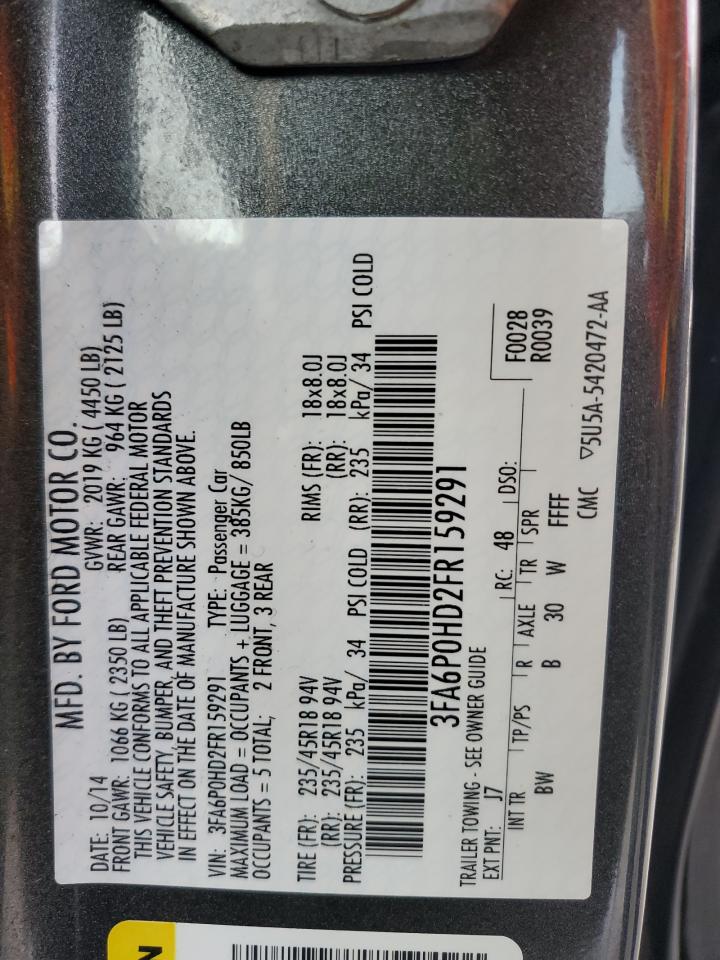 MFD. BY FORD MOTOR CO.
DATE: 10/14 GVWR: 2019 KG ( 4450 LB)
FRONT GAWR: 1066 KG ( 2350 LB) REAR GAWR: 964 KG ( 2125 LB)
THIS VEHICLE CONFORMS TO ALL APPLICABLE FEDERAL MOTOR
VEHICLE SAFETY, BUMPER, AND THEFT PREVENTION STANDARDS
IN EFFECT ON THE DATE OF MANUFACTURE SHOWN ABOVE.
VIN: 3FA6P0HD2FR159291 TYPE: Passenger Car
MAXIMUM LOAD = OCCUPANTS + LUGGAGE = 385KG/ 850LB
OCCUPANTS = 5 TOTAL; 2 FRONT, 3 REAR
TIRE (FR): 235/45R18 94V RIMS (FR): 18x8.0J
(RR): 235/45R18 94V (RR): 18x8.0J
PRESSURE (FR): 235 kPa/ 34 PSI COLD (RR): 235 kPa/ 34 PSI COLD
3FA6P0HD2FR159291
TRAILER TOWING - SEE OWNER GUIDE
EXT PNT: J7 RC: 48 DSO: F0028
INT TR TP/PS R AXLE TR SPR R0039
BW B 30 W FFFF
CMC ▽5U5A-5420472-AA
N